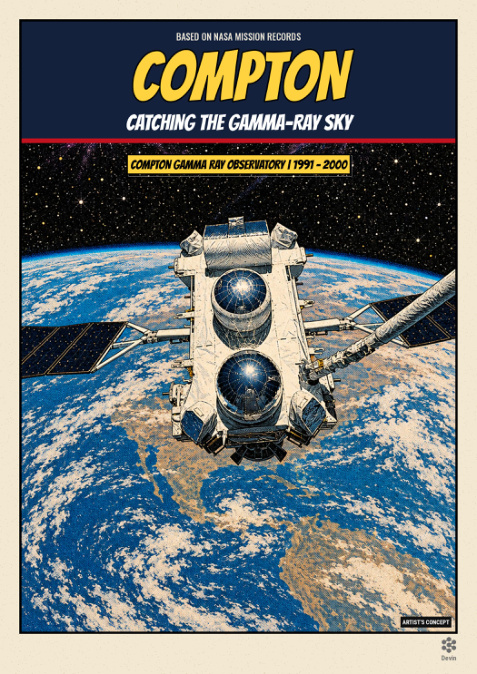 BASED ON NASA MISSION RECORDS
COMPTON
CATCHING THE GAMMA-RAY SKY
COMPTON GAMMA RAY OBSERVATORY | 1991 - 2000
ARTIST'S CONCEPT
Devin